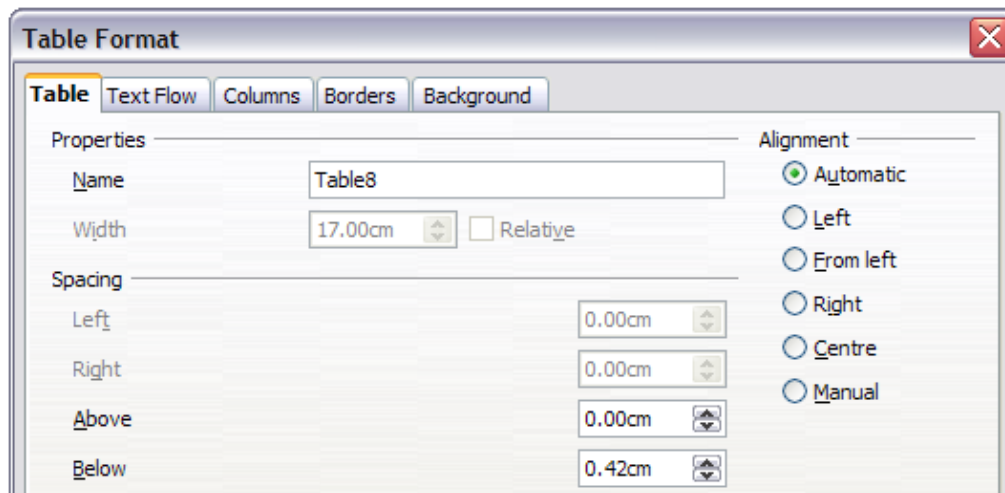 Table Format
Table Text Flow Columns Borders Background
Properties
Name Table8
Width 17.00cm Relative
Spacing
Left 0.00cm
Right 0.00cm
Above 0.00cm
Below 0.42cm
Alignment
Automatic
Left
From left
Right
Centre
Manual